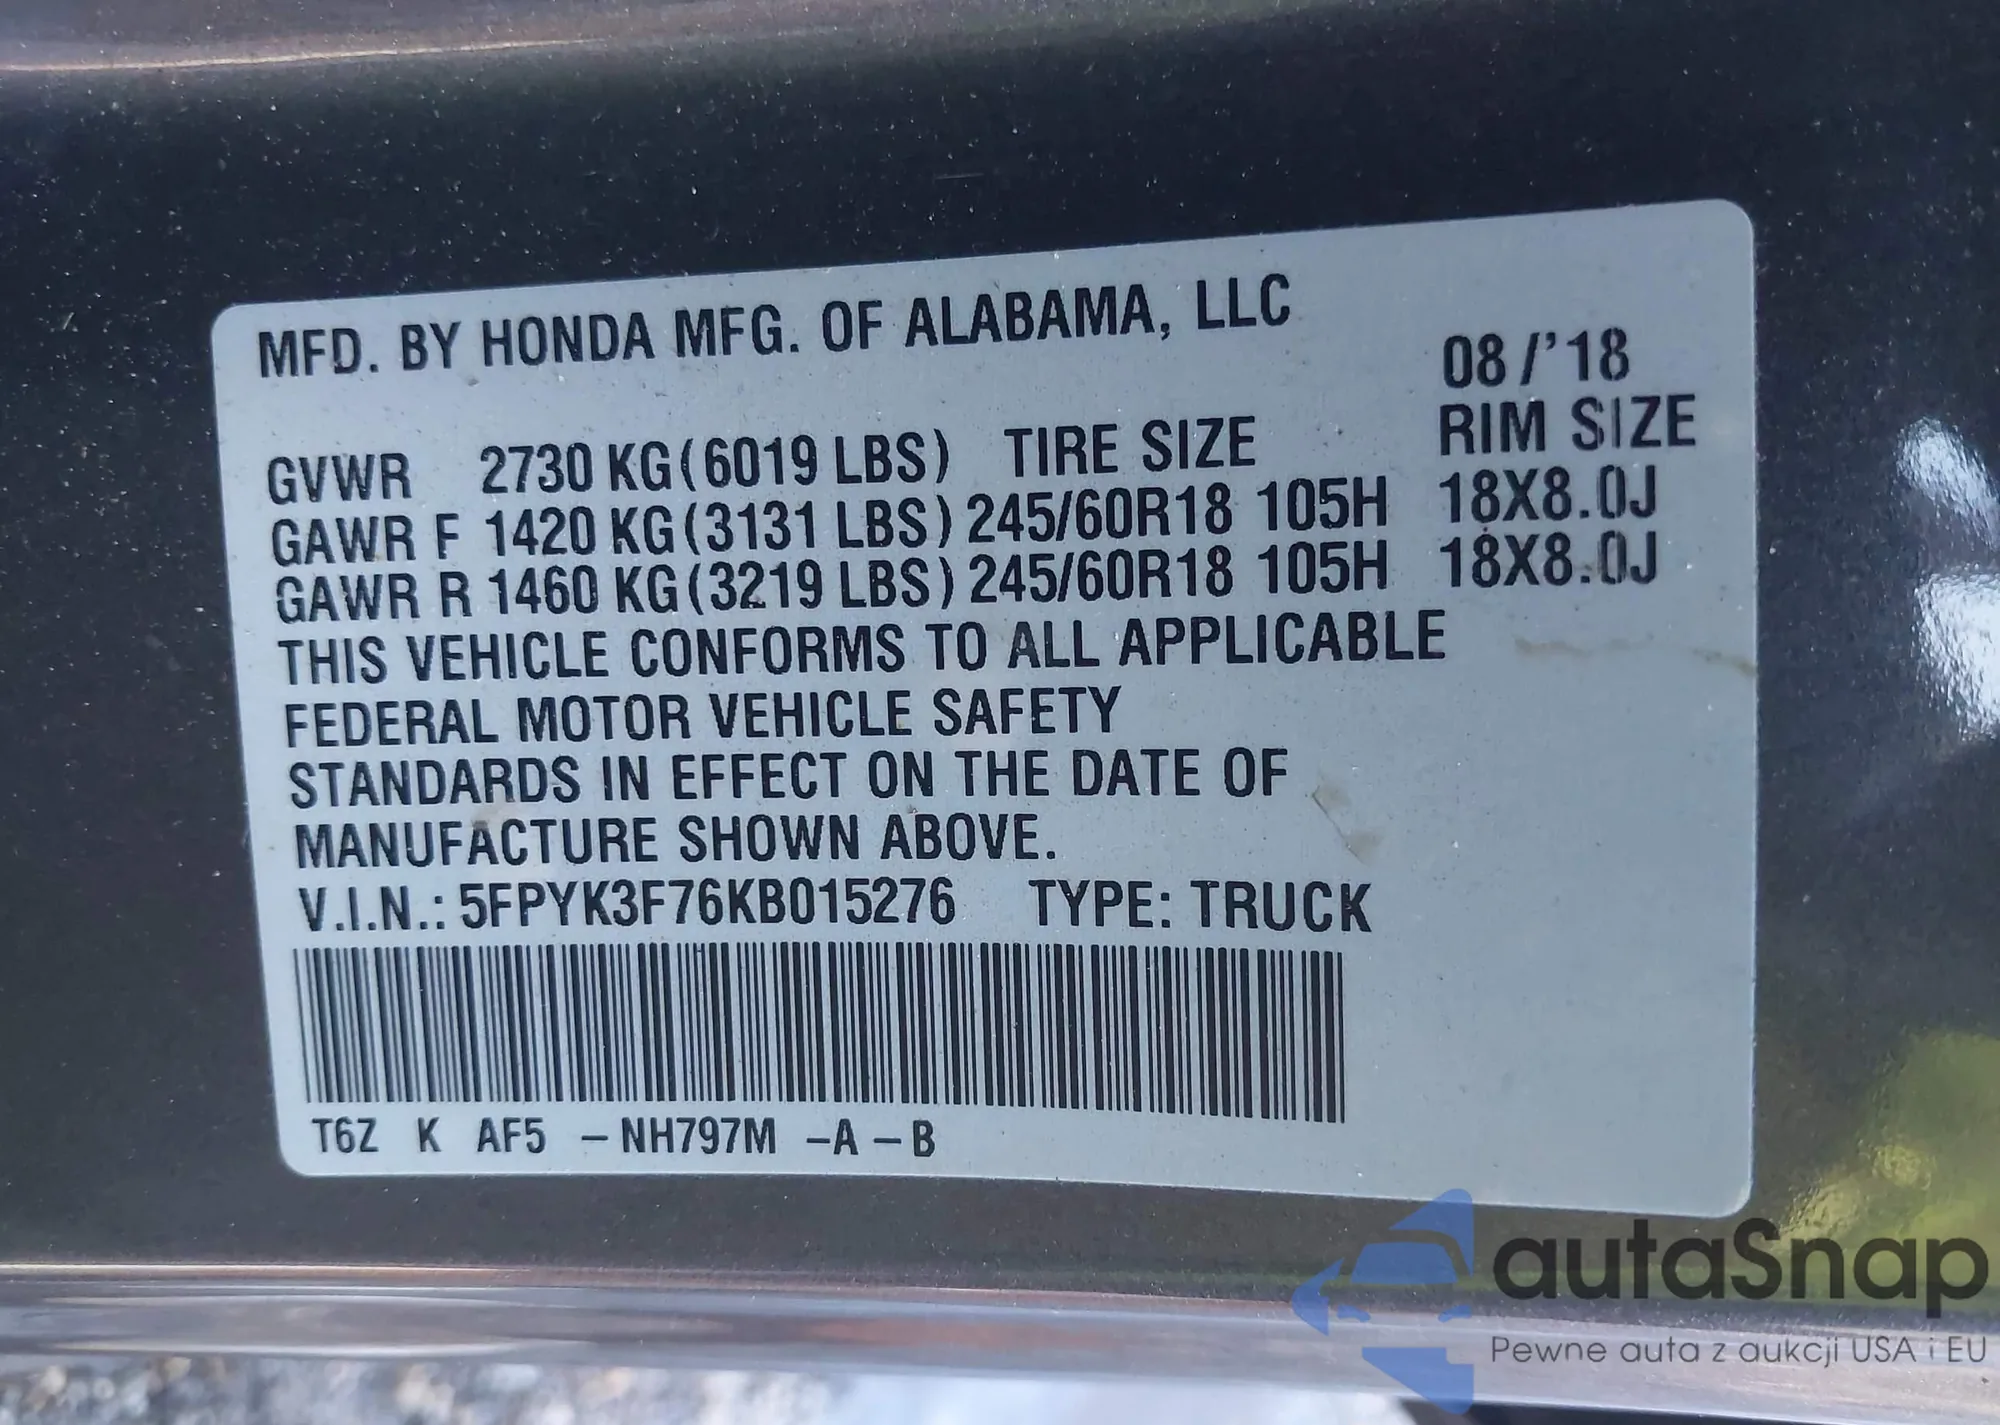 MFD. BY HONDA MFG. OF ALABAMA, LLC
08/'18
GVWR 2730 KG(6019 LBS) TIRE SIZE RIM SIZE
GAWR F 1420 KG(3131 LBS) 245/60R18 105H 18X8.0J
GAWR R 1460 KG(3219 LBS) 245/60R18 105H 18X8.0J
THIS VEHICLE CONFORMS TO ALL APPLICABLE
FEDERAL MOTOR VEHICLE SAFETY
STANDARDS IN EFFECT ON THE DATE OF
MANUFACTURE SHOWN ABOVE.
V.I.N.: 5FPYK3F76KB015276 TYPE: TRUCK
T6Z K AF5 -NH797M -A-B
autaSnap
Pewne auta z aukcji USA i EU